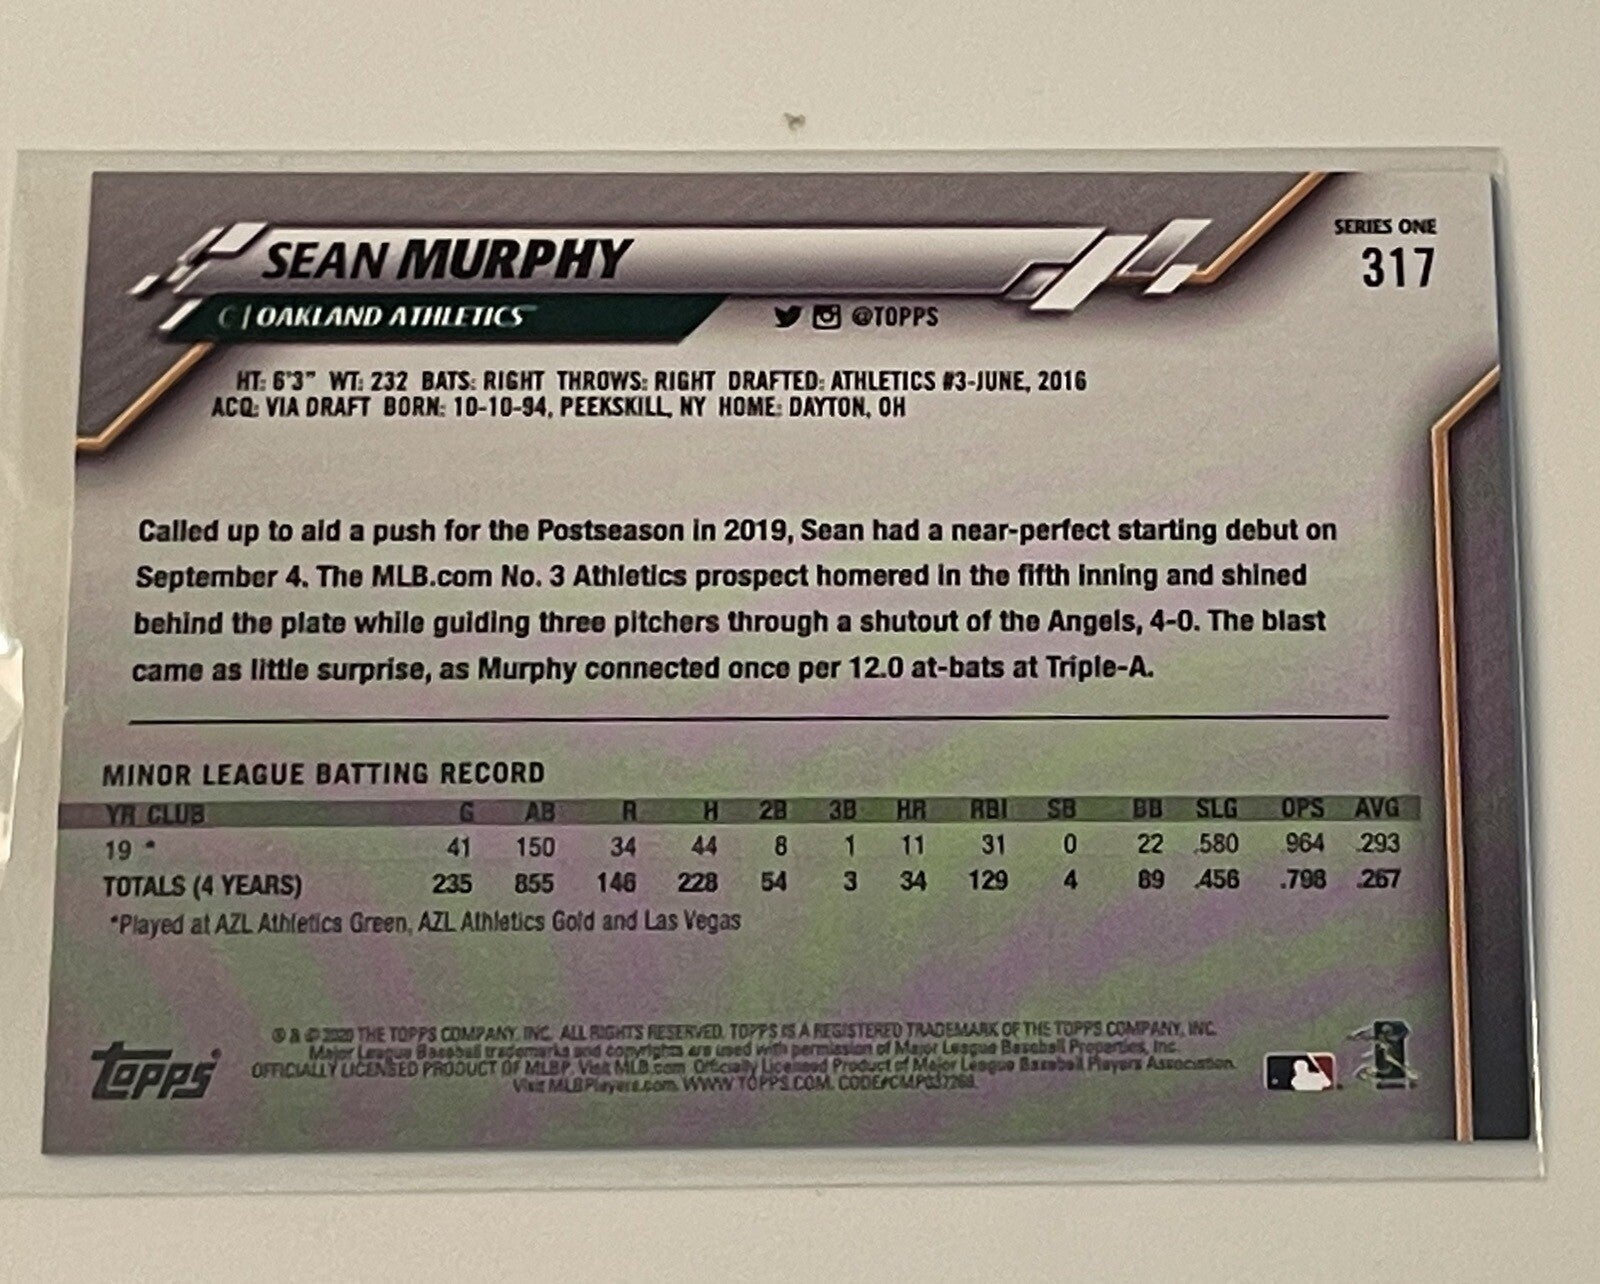 SERIES ONE
317
SEAN MURPHY
C | OAKLAND ATHLETICS™
@TOPPS
HT: 6'3" WT: 232 BATS: RIGHT THROWS: RIGHT DRAFTED: ATHLETICS #3-JUNE, 2016
ACQ: VIA DRAFT BORN: 10-10-94, PEEKSKILL, NY HOME: DAYTON, OH
Called up to aid a push for the Postseason in 2019, Sean had a near-perfect starting debut on
September 4. The MLB.com No. 3 Athletics prospect homered in the fifth inning and shined
behind the plate while guiding three pitchers through a shutout of the Angels, 4-0. The blast
came as little surprise, as Murphy connected once per 12.0 at-bats at Triple-A.
MINOR LEAGUE BATTING RECORD
YR CLUB G AB R H 2B 3B HR RBI SB BB SLG OPS AVG
19 * 41 150 34 44 8 1 11 31 0 22 .580 .964 .293
TOTALS (4 YEARS) 235 855 146 228 54 3 34 129 4 89 .456 .798 .267
*Played at AZL Athletics Green, AZL Athletics Gold and Las Vegas
® & © 2020 THE TOPPS COMPANY, INC. ALL RIGHTS RESERVED. TOPPS IS A REGISTERED TRADEMARK OF THE TOPPS COMPANY, INC.
Major League Baseball trademarks and copyrights are used with permission of Major League Baseball Properties, Inc.
OFFICIALLY LICENSED PRODUCT OF MLBP. Visit MLB.com Officially Licensed Product of Major League Baseball Players Association.
Visit MLBPlayers.com. WWW.TOPPS.COM. 
topps